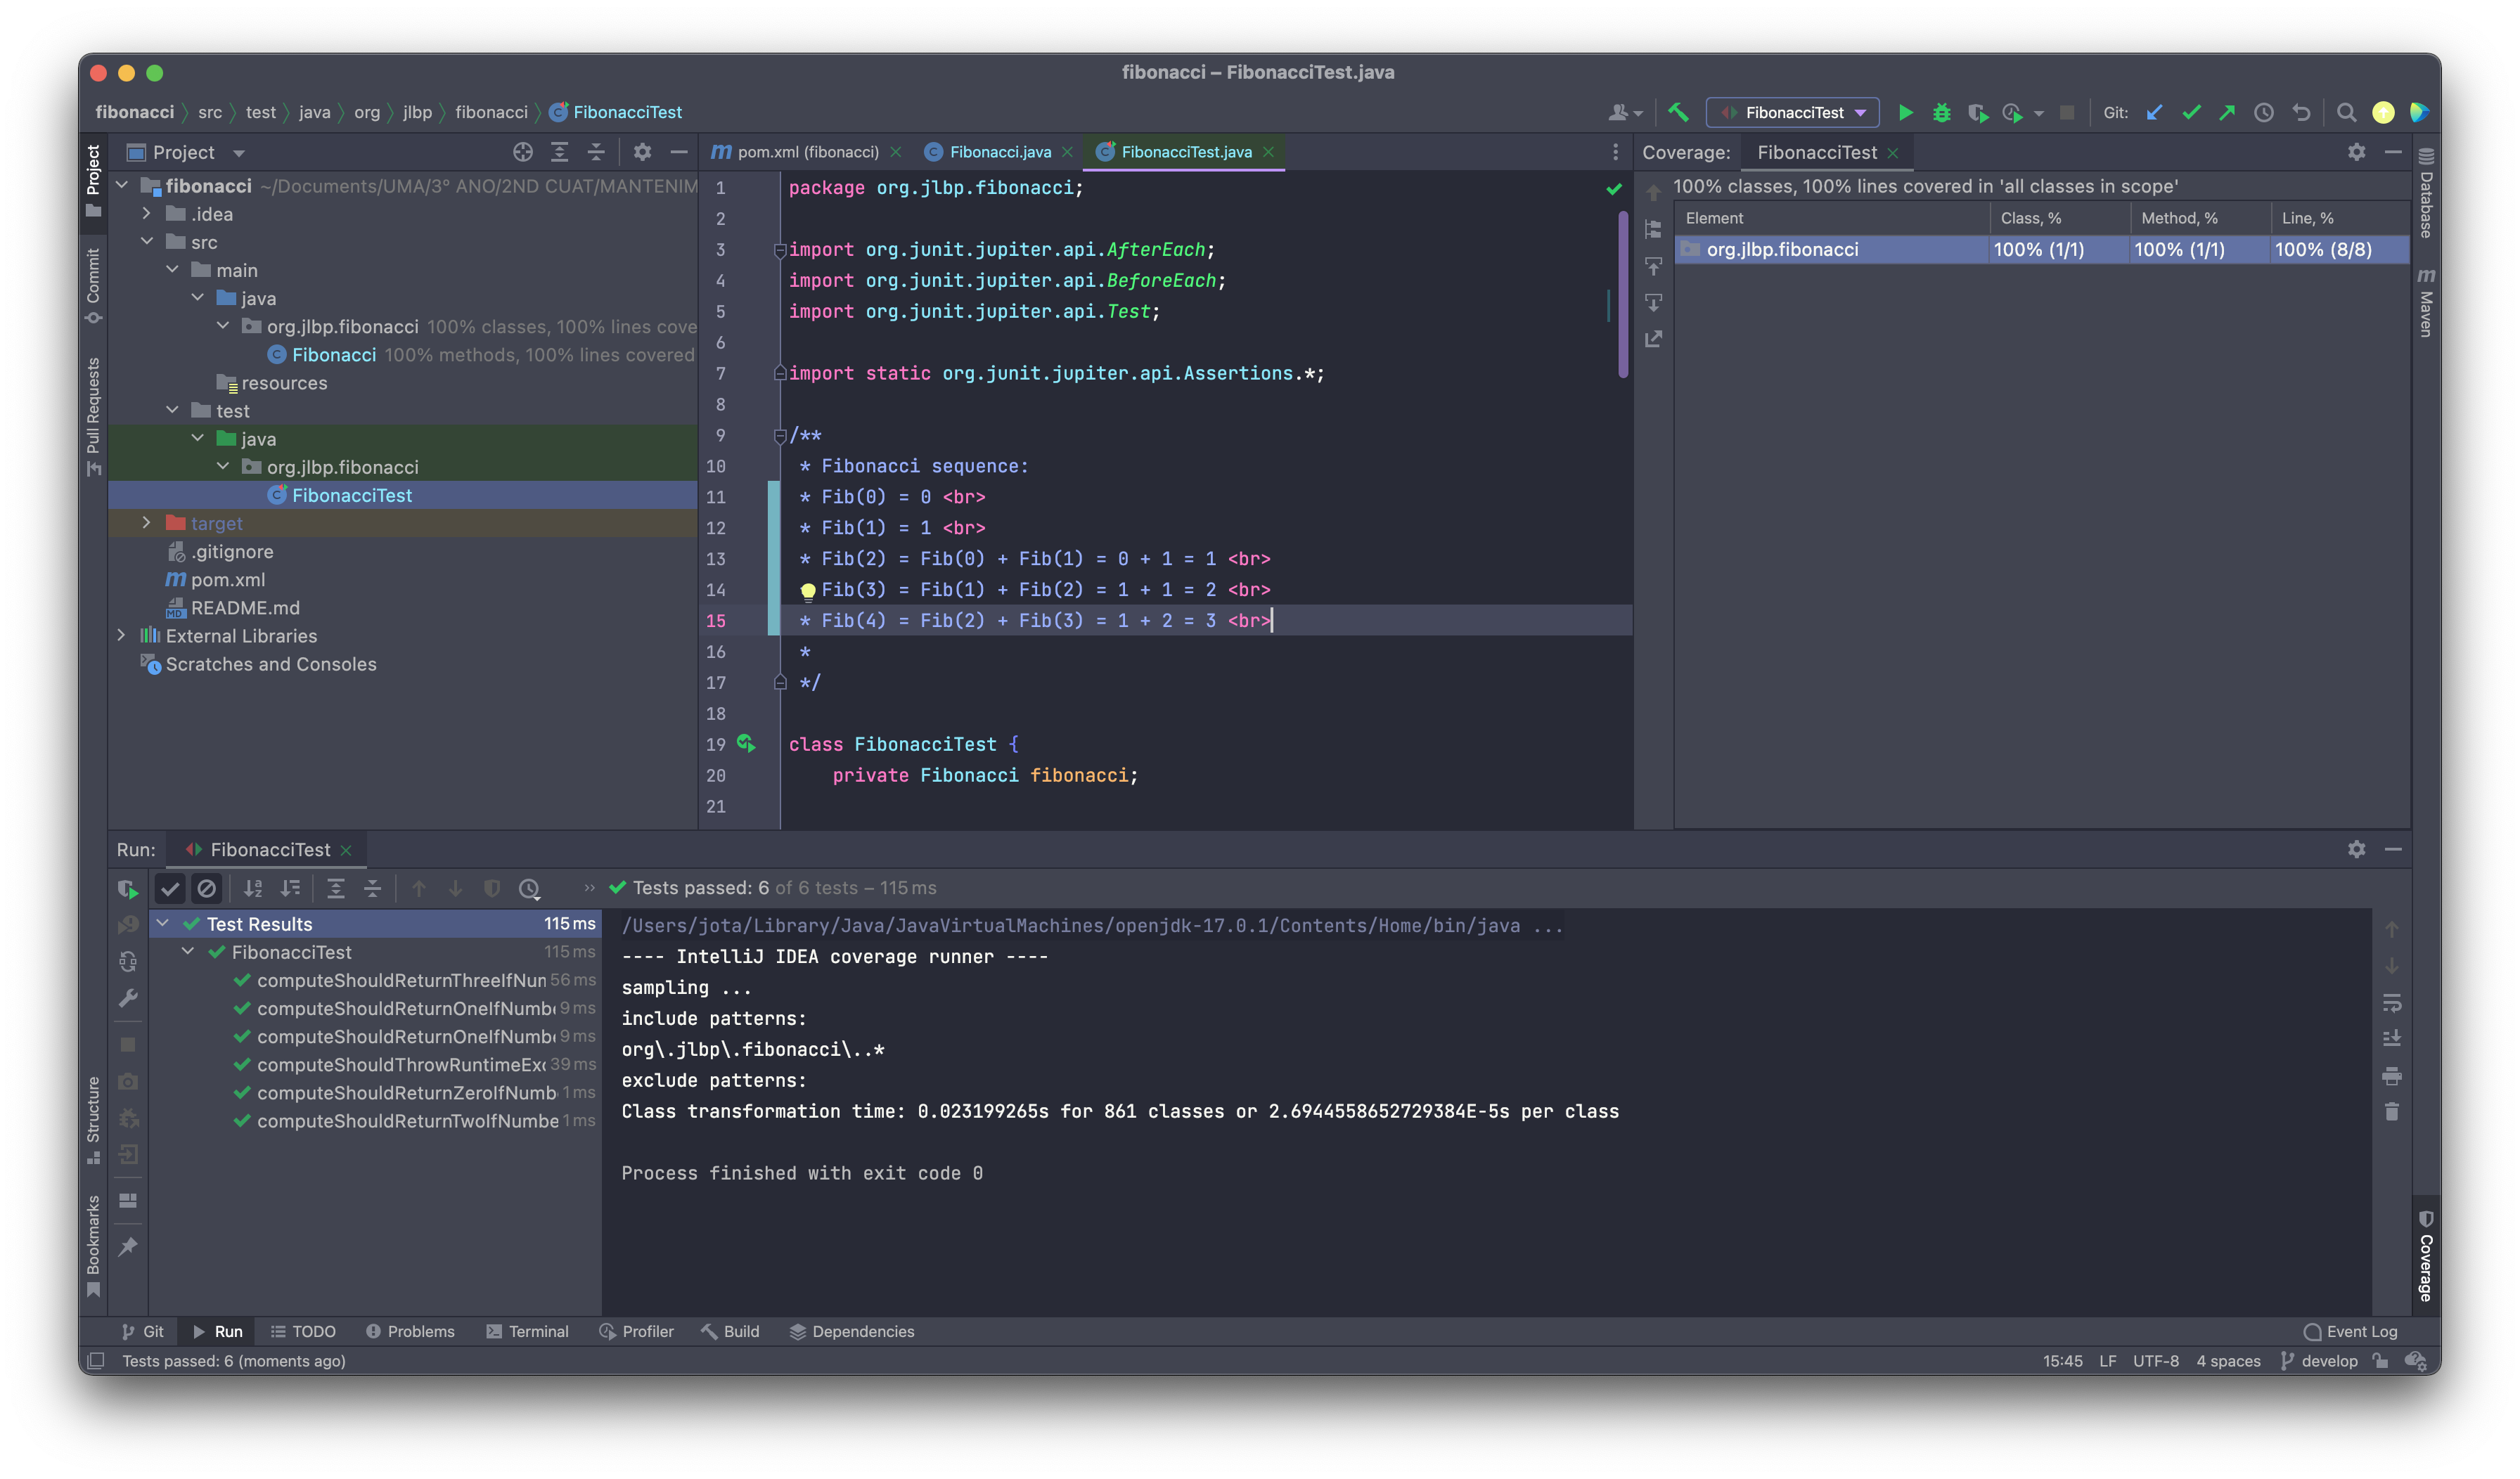 fibonacci – FibonacciTest.java
fibonacci src test java org jlbp fibonacci FibonacciTest
FibonacciTest
Git:
Project
fibonacci ~/Documents/UMA/3º ANO/2ND CUAT/MANTENIM
.idea
src
main
java
org.jlbp.fibonacci 100% classes, 100% lines cove
Fibonacci 100% methods, 100% lines covered
resources
test
java
org.jlbp.fibonacci
FibonacciTest
target
.gitignore
pom.xml
README.md
External Libraries
Scratches and Consoles
Project
Commit
Pull Requests
Structure
Bookmarks
pom.xml (fibonacci)
Fibonacci.java
FibonacciTest.java
1 package org.jlbp.fibonacci;
2
3 import org.junit.jupiter.api.AfterEach;
4 import org.junit.jupiter.api.BeforeEach;
5 import org.junit.jupiter.api.Test;
6
7 import static org.junit.jupiter.api.Assertions.*;
8
9 /**
10 * Fibonacci sequence:
11 * Fib(0) = 0 <br>
12 * Fib(1) = 1 <br>
13 * Fib(2) = Fib(0) + Fib(1) = 0 + 1 = 1 <br>
14 Fib(3) = Fib(1) + Fib(2) = 1 + 1 = 2 <br>
15 * Fib(4) = Fib(2) + Fib(3) = 1 + 2 = 3 <br>
16 *
17 */
18
19 class FibonacciTest {
20 private Fibonacci fibonacci;
21
Coverage: FibonacciTest
100% classes, 100% lines covered in 'all classes in scope'
Element Class, % Method, % Line, %
org.jlbp.fibonacci 100% (1/1) 100% (1/1) 100% (8/8)
Database
Maven
Coverage
Run: FibonacciTest
Tests passed: 6 of 6 tests – 115 ms
Test Results 115 ms
FibonacciTest 115 ms
computeShouldReturnThreeIfNum 56 ms
computeShouldReturnOneIfNumbe 9 ms
computeShouldReturnOneIfNumbe 9 ms
computeShouldThrowRuntimeExc 39 ms
computeShouldReturnZeroIfNumb 1 ms
computeShouldReturnTwoIfNumbe 1 ms
/Users/jota/Library/Java/JavaVirtualMachines/openjdk-17.0.1/Contents/Home/bin/java ...
---- IntelliJ IDEA coverage runner ----
sampling ...
include patterns:
org\.jlbp\.fibonacci\..*
exclude patterns:
Class transformation time: 0.023199265s for 861 classes or 2.6944558652729384E-5s per class
Process finished with exit code 0
Git Run TODO Problems Terminal Profiler Build Dependencies Event Log
Tests passed: 6 (moments ago) 15:45 LF UTF-8 4 spaces develop